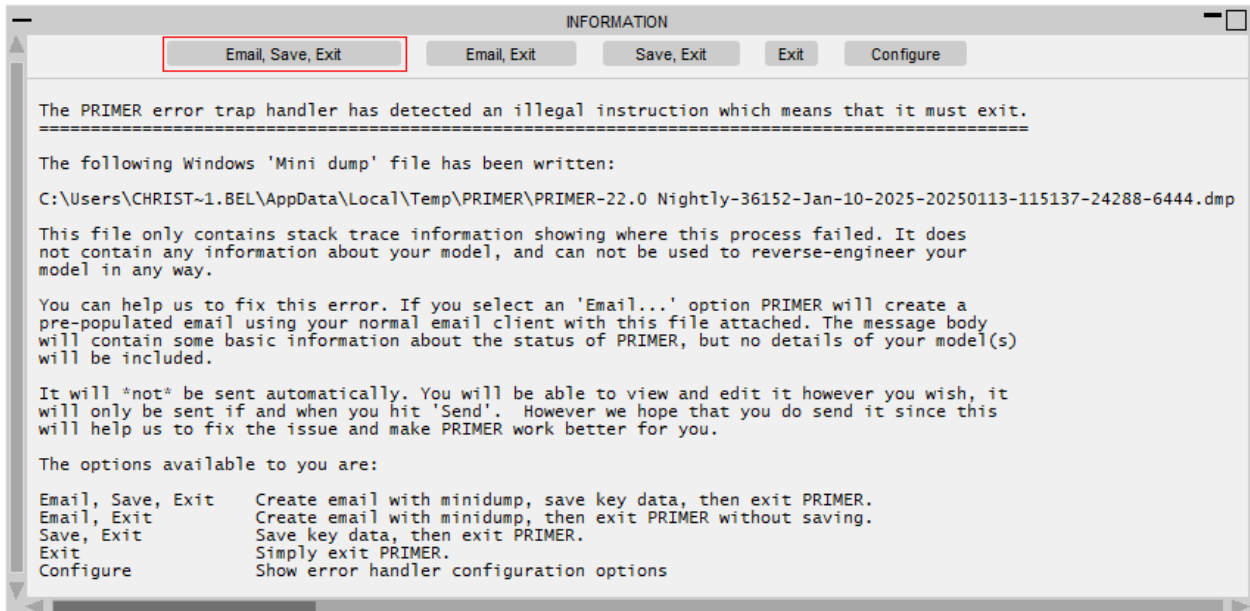 INFORMATION
Email, Save, Exit Email, Exit Save, Exit Exit Configure
The PRIMER error trap handler has detected an illegal instruction which means that it must exit.
================================================================================================
The following Windows 'Mini dump' file has been written:
C:\Users\CHRIST~1.BEL\AppData\Local\Temp\PRIMER\PRIMER-22.0 Nightly-36152-Jan-10-2025-20250113-115137-24288-6444.dmp
This file only contains stack trace information showing where this process failed. It does
not contain any information about your model, and can not be used to reverse-engineer your
model in any way.
You can help us to fix this error. If you select an 'Email...' option PRIMER will create a
pre-populated email using your normal email client with this file attached. The message body
will contain some basic information about the status of PRIMER, but no details of your model(s)
will be included.
It will *not* be sent automatically. You will be able to view and edit it however you wish, it
will only be sent if and when you hit 'Send'.  However we hope that you do send it since this
will help us to fix the issue and make PRIMER work better for you.
The options available to you are:
Email, Save, Exit    Create email with minidump, save key data, then exit PRIMER.
Email, Exit          Create email with minidump, then exit PRIMER without saving.
Save, Exit           Save key data, then exit PRIMER.
Exit                 Simply exit PRIMER.
Configure            Show error handler configuration options